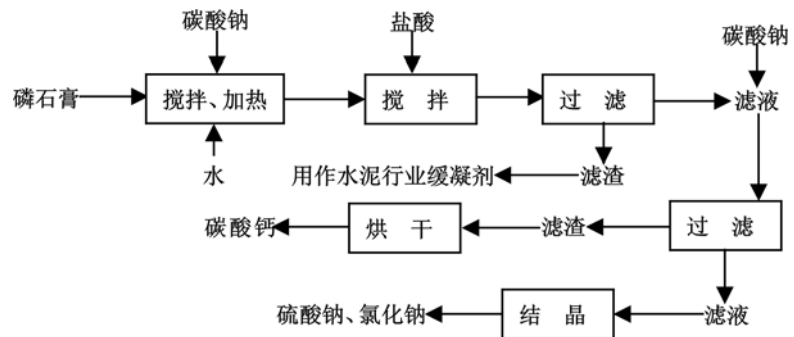 碳酸钠
盐酸
碳酸钠
磷石膏
搅拌、加热
搅 拌
过 滤
滤液
水
用作水泥行业缓凝剂
滤渣
碳酸钙
烘 干
滤渣
过 滤
硫酸钠、氯化钠
结 晶
滤液